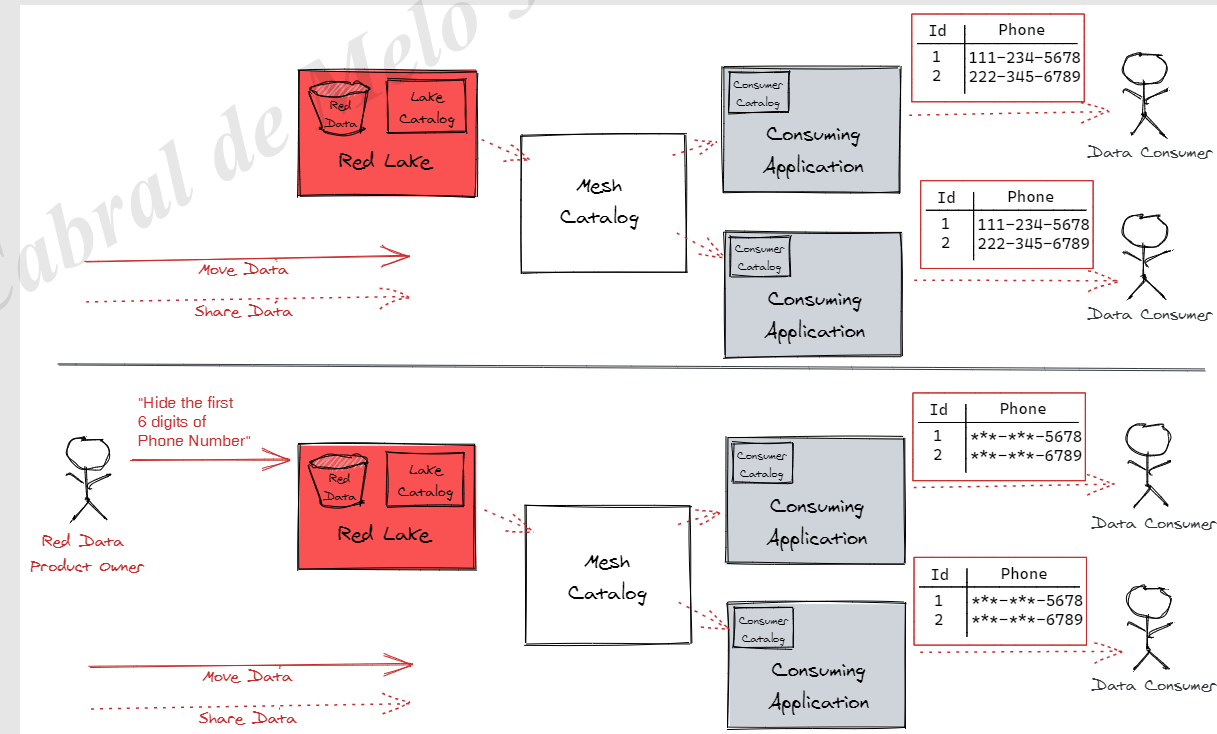 Cabral de Melo
Id Phone
1 111-234-5678
2 222-345-6789
Data Consumer
Red
Data
Lake
Catalog
Red Lake
Mesh
Catalog
Consumer
Catalog
Consuming
Application
Id Phone
1 111-234-5678
2 222-345-6789
Data Consumer
Consumer
Catalog
Consuming
Application
Move Data
Share Data
"Hide the first
6 digits of
Phone Number"
Red Data
Product Owner
Red
Data
Lake
Catalog
Red Lake
Mesh
Catalog
Consumer
Catalog
Consuming
Application
Id Phone
1 ***-***-5678
2 ***-***-6789
Data Consumer
Consumer
Catalog
Consuming
Application
Id Phone
1 ***-***-5678
2 ***-***-6789
Data Consumer
Move Data
Share Data